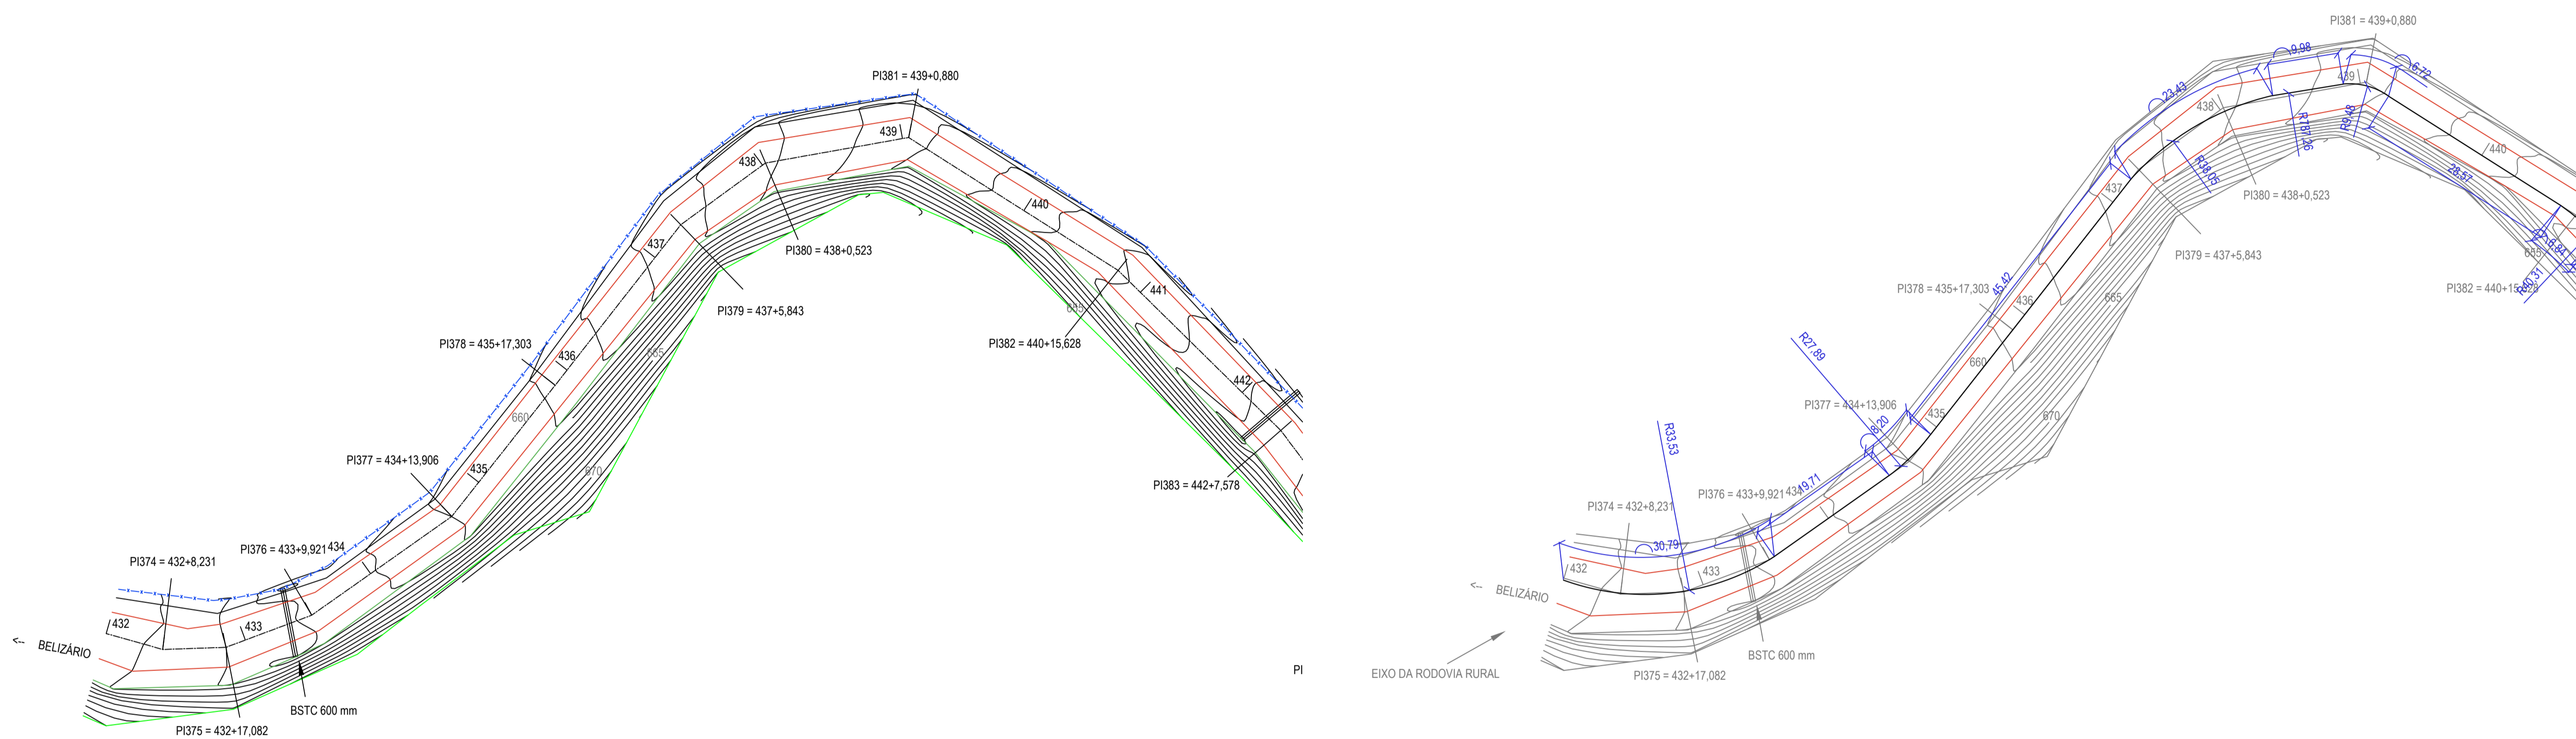 PI381 = 439+0,880
439
438
440
PI380 = 438+0,523
437
441
PI379 = 437+5,843
655
PI382 = 440+15,628
PI378 = 435+17,303
665
436
442
660
PI377 = 434+13,906
435
670
PI383 = 442+7,578
PI376 = 433+9,921
434
PI374 = 432+8,231
432
433
<-- BELIZÁRIO
PI
BSTC 600 mm
PI375 = 432+17,082
PI381 = 439+0,880
9,98
6,72
439
23,43
438
R9,48
R787,26
440
R38,05
28,57
437
PI380 = 438+0,523
PI379 = 437+5,843
655
PI378 = 435+17,303
45,42
PI382 = 440+15,628
R40,31
436
665
R27,89
660
PI377 = 434+13,906
435
670
8,20
R33,53
19,71
PI376 = 433+9,921
434
PI374 = 432+8,231
30,79
432
433
<-- BELIZÁRIO
BSTC 600 mm
EIXO DA RODOVIA RURAL
PI375 = 432+17,082